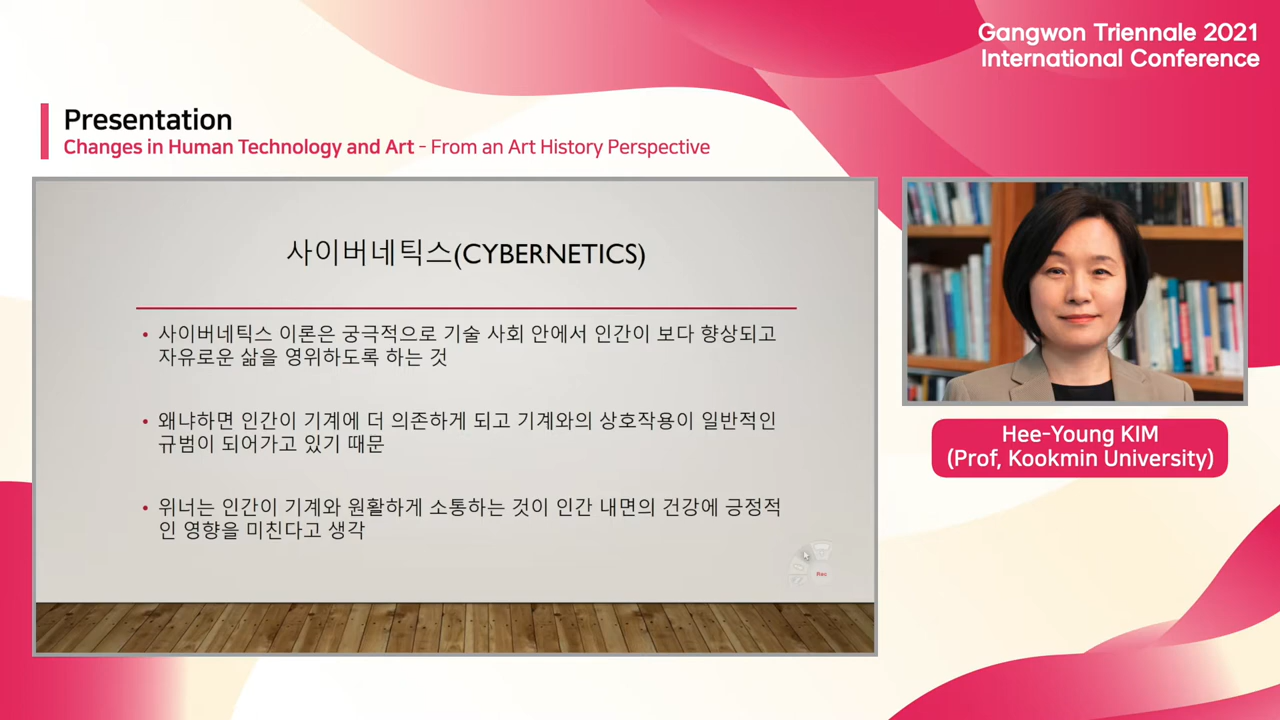 Gangwon Triennale 2021
International Conference
Presentation
Changes in Human Technology and Art - From an Art History Perspective
사이버네틱스(CYBERNETICS)
• 사이버네틱스 이론은 궁극적으로 기술 사회 안에서 인간이 보다 향상되고
자유로운 삶을 영위하도록 하는 것
• 왜냐하면 인간이 기계에 더 의존하게 되고 기계와의 상호작용이 일반적인
규범이 되어가고 있기 때문
• 위너는 인간이 기계와 원활하게 소통하는 것이 인간 내면의 건강에 긍정적
인 영향을 미친다고 생각
Rec
Hee-Young KIM
(Prof, Kookmin University)